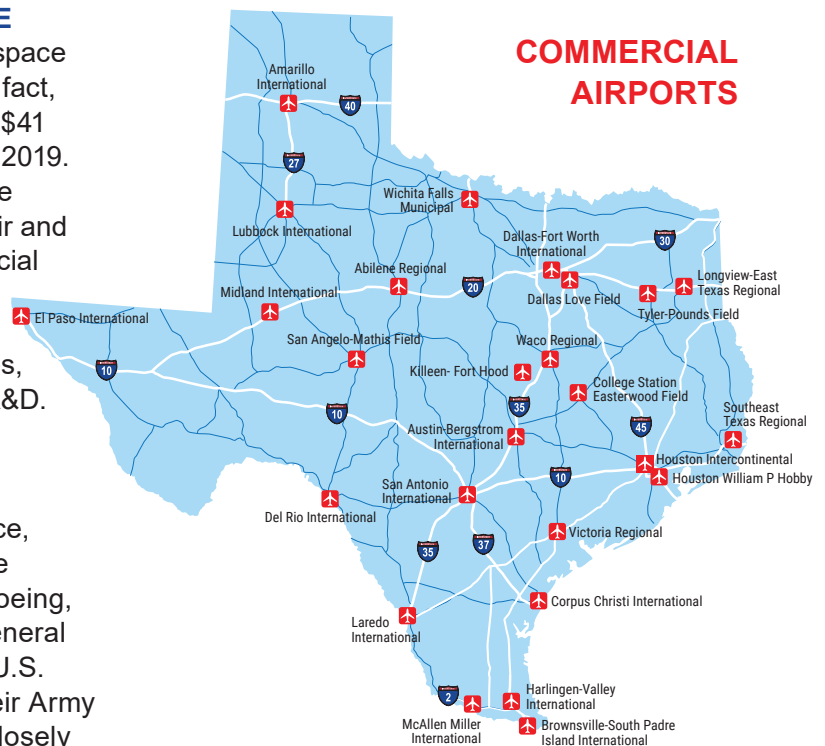 E
space
fact,
$41
2019.
e
ir and
cial
s,
&D.
ce,
e
oeing,
eneral
U.S.
eir Army
losely
COMMERCIAL
AIRPORTS
Amarillo
International
40
27
Lubbock International
Wichita Falls
Municipal
Dallas-Fort Worth
International
30
Abilene Regional
20
Dallas Love Field
Longview-East
Texas Regional
Tyler-Pounds Field
Midland International
El Paso International
San Angelo-Mathis Field
Waco Regional
10
Killeen- Fort Hood
College Station
Easterwood Field
35
10
45
Southeast
Texas Regional
Austin-Bergstrom
International
Houston Intercontinental
Houston William P Hobby
San Antonio
International
10
Del Rio International
Victoria Regional
35
37
Corpus Christi International
Laredo
International
2
Harlingen-Valley
International
McAllen Miller
International
Brownsville-South Padre
Island International